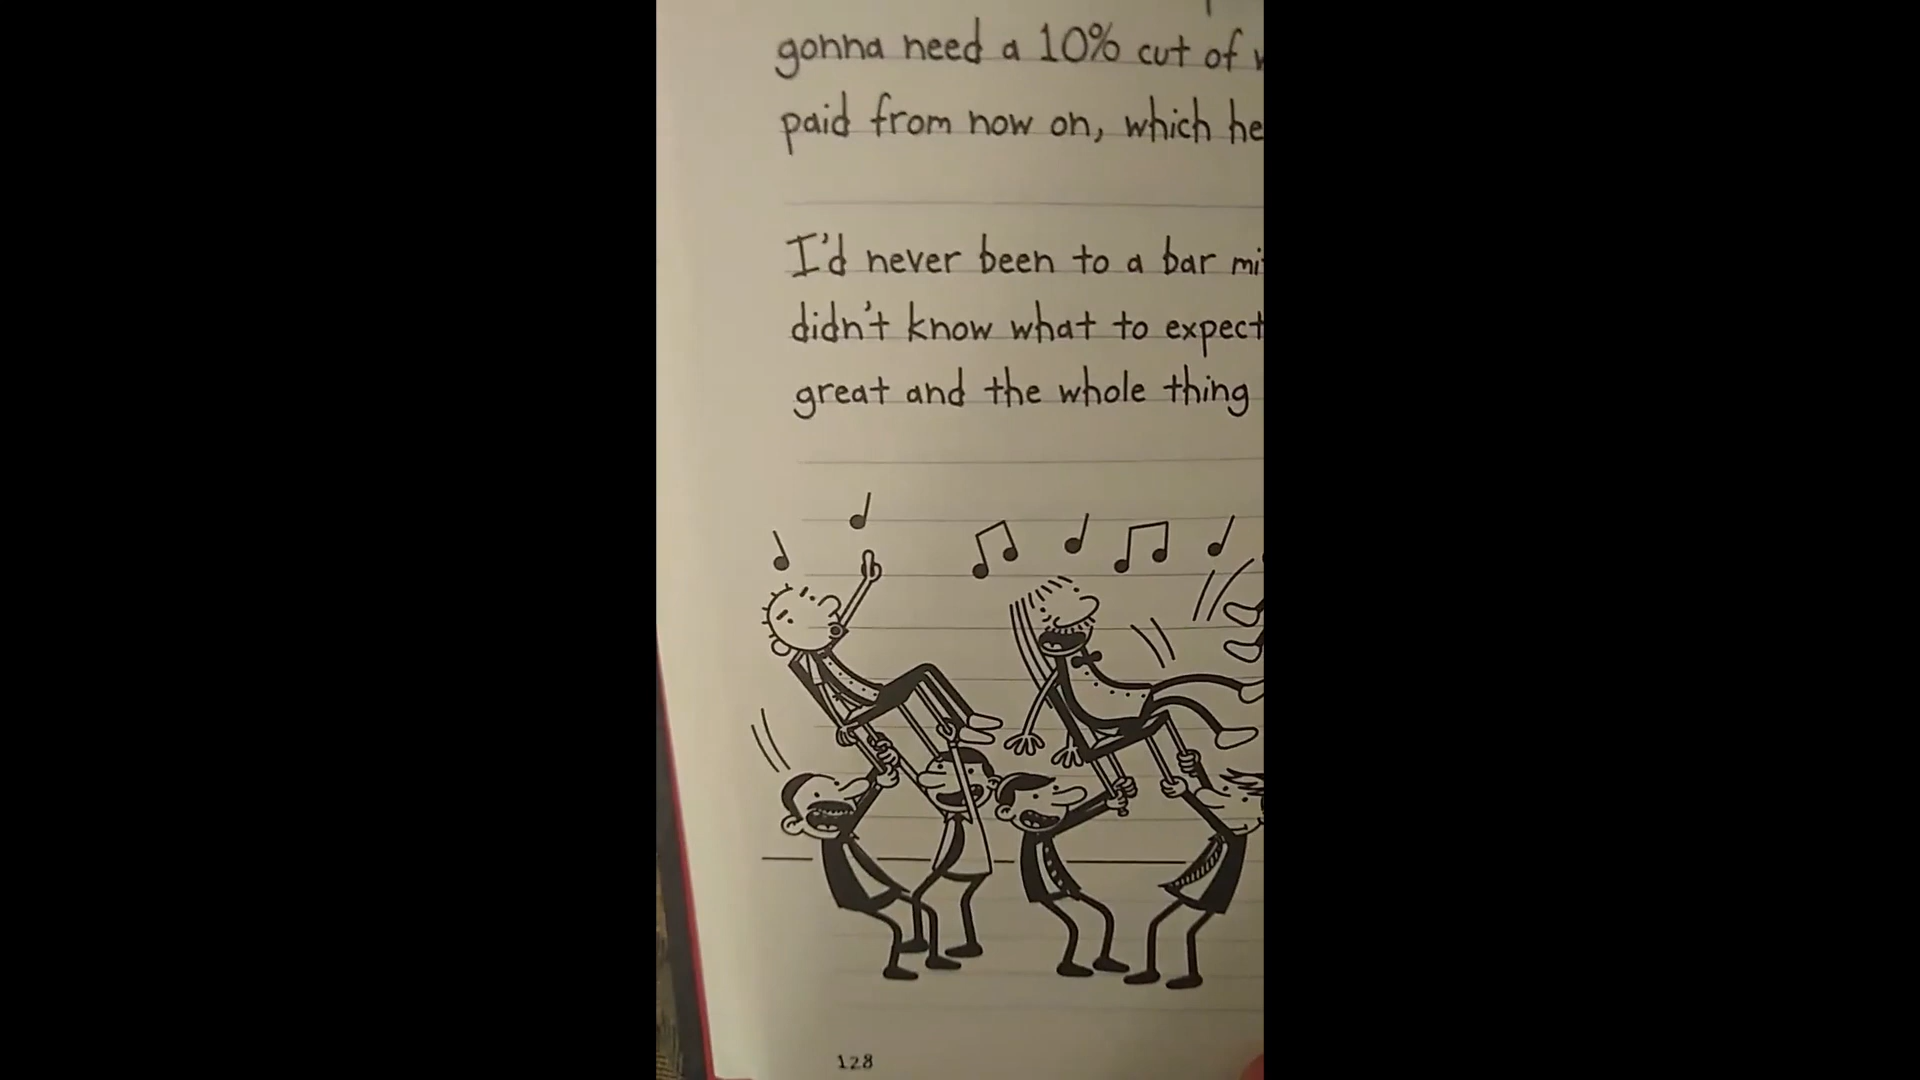 gonna need a 10% cut of
paid from now on, which he
I'd never been to a bar
didn't know what to expect
great and the whole thing
128